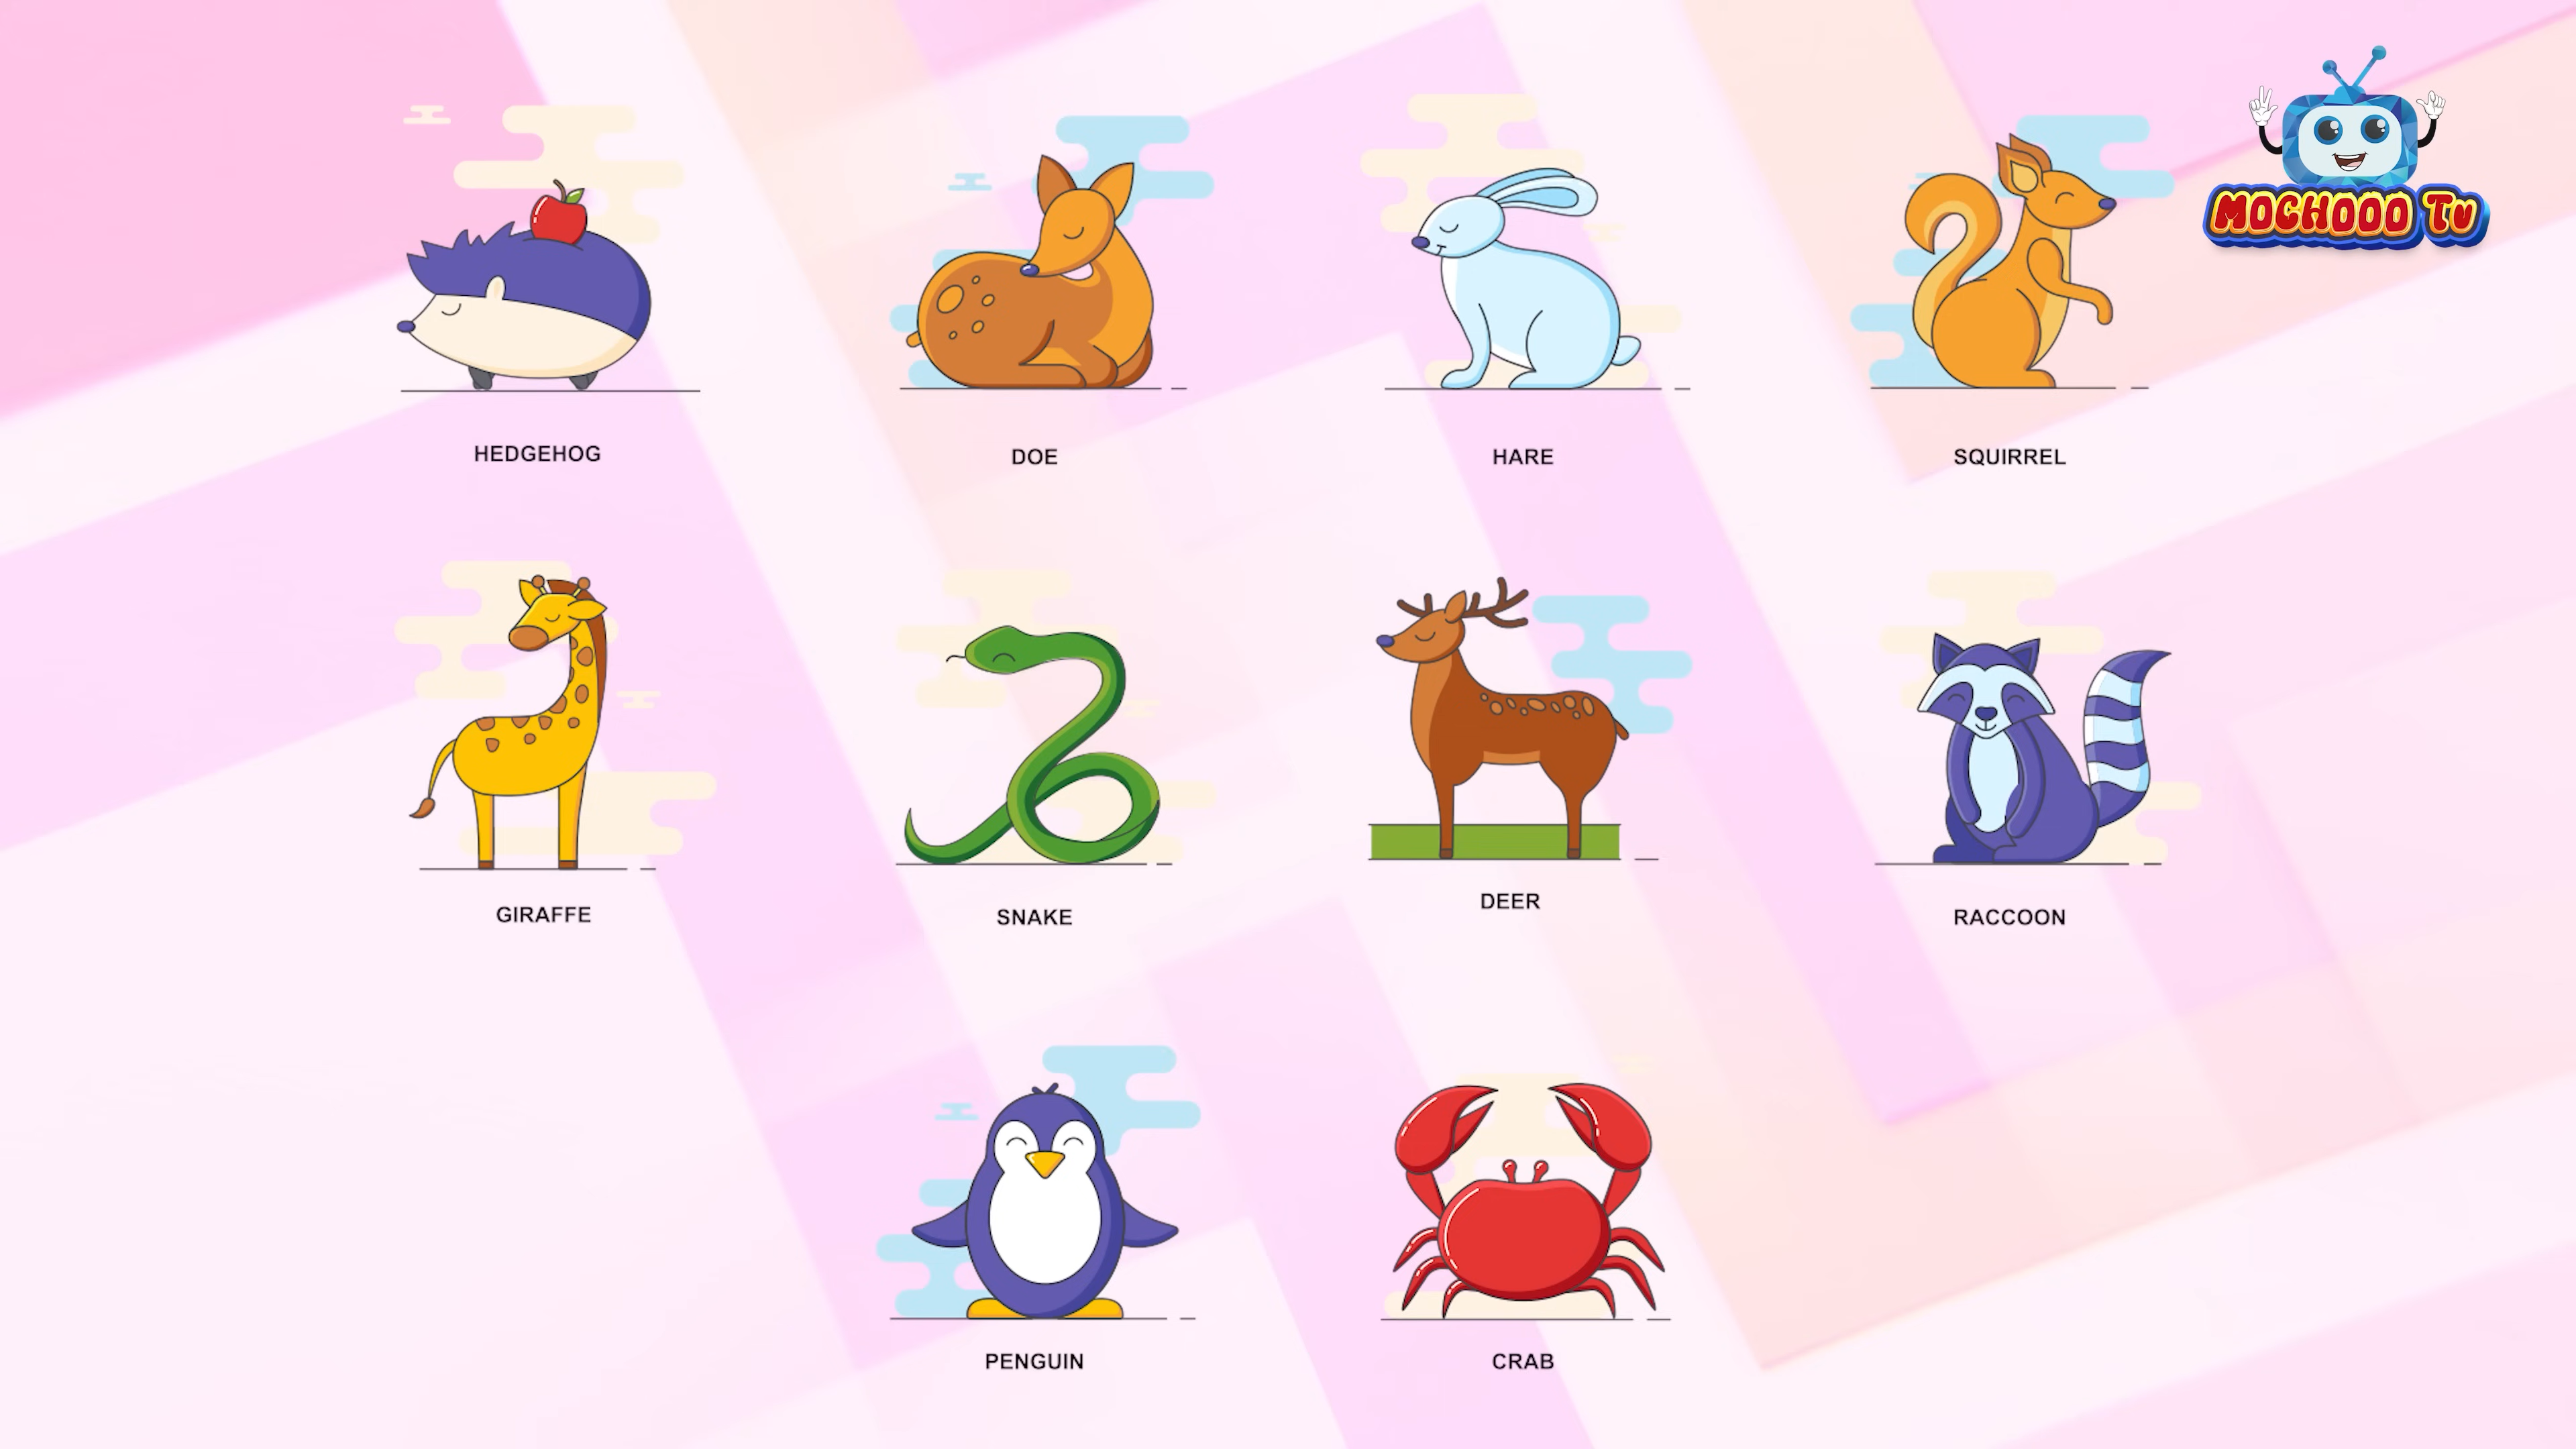 MOCHOOO Tv
HEDGEHOG
DOE
HARE
SQUIRREL
GIRAFFE
SNAKE
DEER
RACCOON
PENGUIN
CRAB